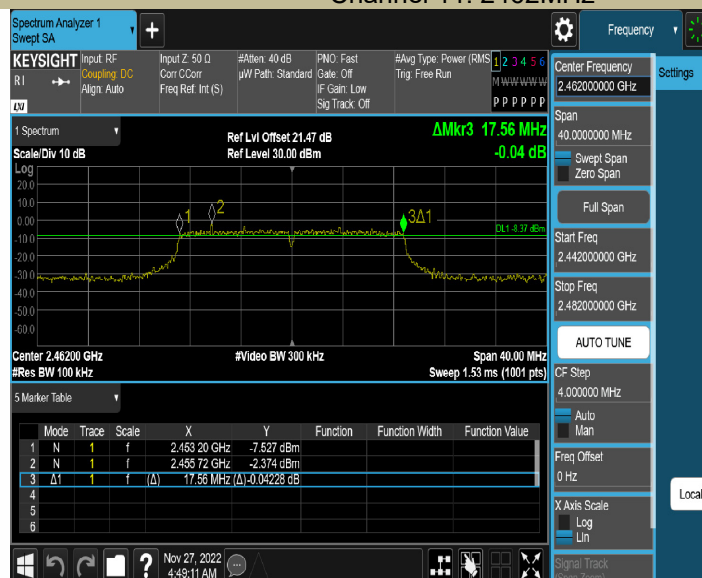 Channel 11: 2462MHz
Spectrum Analyzer 1
Swept SA
Frequency
KEYSIGHT
RI
LXI
Input: RF
Coupling: DC
Align: Auto
Input Z: 50 Ω
Corr CCorr
Freq Ref: Int (S)
#Atten: 40 dB
µW Path: Standard
PNO: Fast
Gate: Off
IF Gain: Low
Sig Track: Off
#Avg Type: Power (RMS
Trig: Free Run
1 2 3 4 5 6
M W W W W W
P P P P P P
1 Spectrum
Scale/Div 10 dB
Ref Lvl Offset 21.47 dB
Ref Level 30.00 dBm
ΔMkr3 17.56 MHz
-0.04 dB
Log
20.0
10.0
0.00
-10.0
-20.0
-30.0
-40.0
-50.0
-60.0
1
2
3Δ1
DL1 -8.37 dBm
Center 2.46200 GHz
#Video BW 300 kHz
Span 40.00 MHz
#Res BW 100 kHz
Sweep 1.53 ms (1001 pts)
5 Marker Table
Mode Trace Scale X Y Function Function Width Function Value
1 N 1 f 2.453 20 GHz -7.527 dBm
2 N 1 f 2.455 72 GHz -2.374 dBm
3 Δ1 1 f (Δ) 17.56 MHz (Δ) -0.04228 dB
4
5
6
?
Nov 27, 2022
4:49:11 AM
Center Frequency
2.462000000 GHz
Settings
Span
40.0000000 MHz
Swept Span
Zero Span
Full Span
Start Freq
2.442000000 GHz
Stop Freq
2.482000000 GHz
AUTO TUNE
CF Step
4.000000 MHz
Auto
Man
Freq Offset
0 Hz
Local
X Axis Scale
Log
Lin
Signal Track
(Span Zoom)